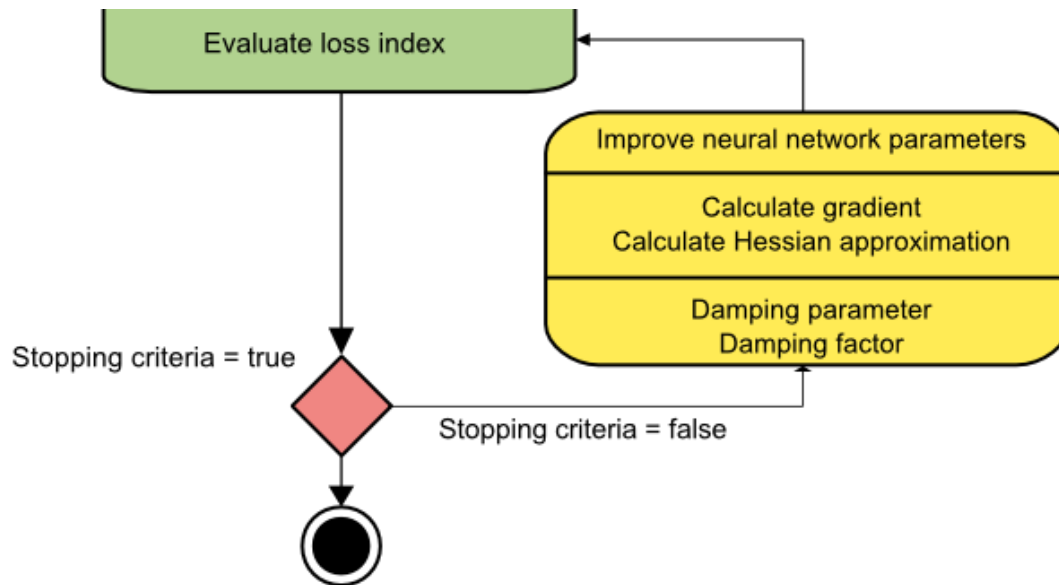 Evaluate loss index
Improve neural network parameters
Calculate gradient
Calculate Hessian approximation
Damping parameter
Damping factor
Stopping criteria = true
Stopping criteria = false